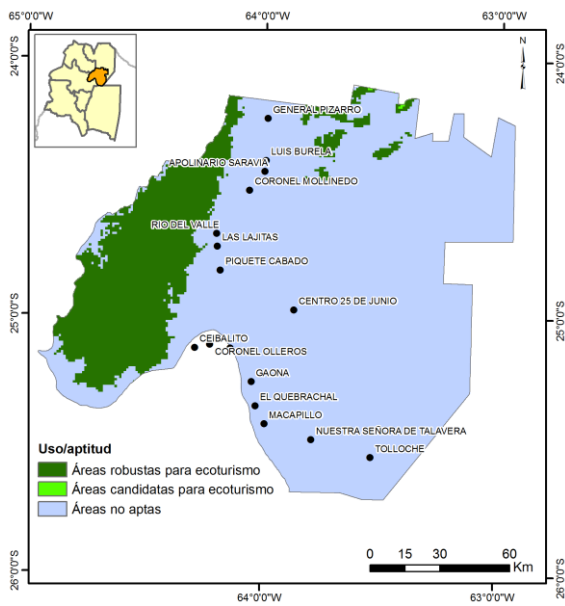 65°0'0"O
64°0'0"O
63°0'0"O
24°0'0"S
24°0'0"S
N
GENERAL PIZARRO
LUIS BURELA
APOLINARIO SARAVIA
CORONEL MOLLINEDO
RIO DEL VALLE
LAS LAJITAS
PIQUETE CABADO
CENTRO 25 DE JUNIO
25°0'0"S
25°0'0"S
CEIBALITO
CORONEL OLLEROS
GAONA
EL QUEBRACHAL
MACAPILLO
NUESTRA SEÑORA DE TALAVERA
TOLLOCHE
Uso/aptitud
Áreas robustas para ecoturismo
Áreas candidatas para ecoturismo
Áreas no aptas
0 15 30 60
Km
26°0'0"S
26°0'0"S
64°0'0"O
63°0'0"O